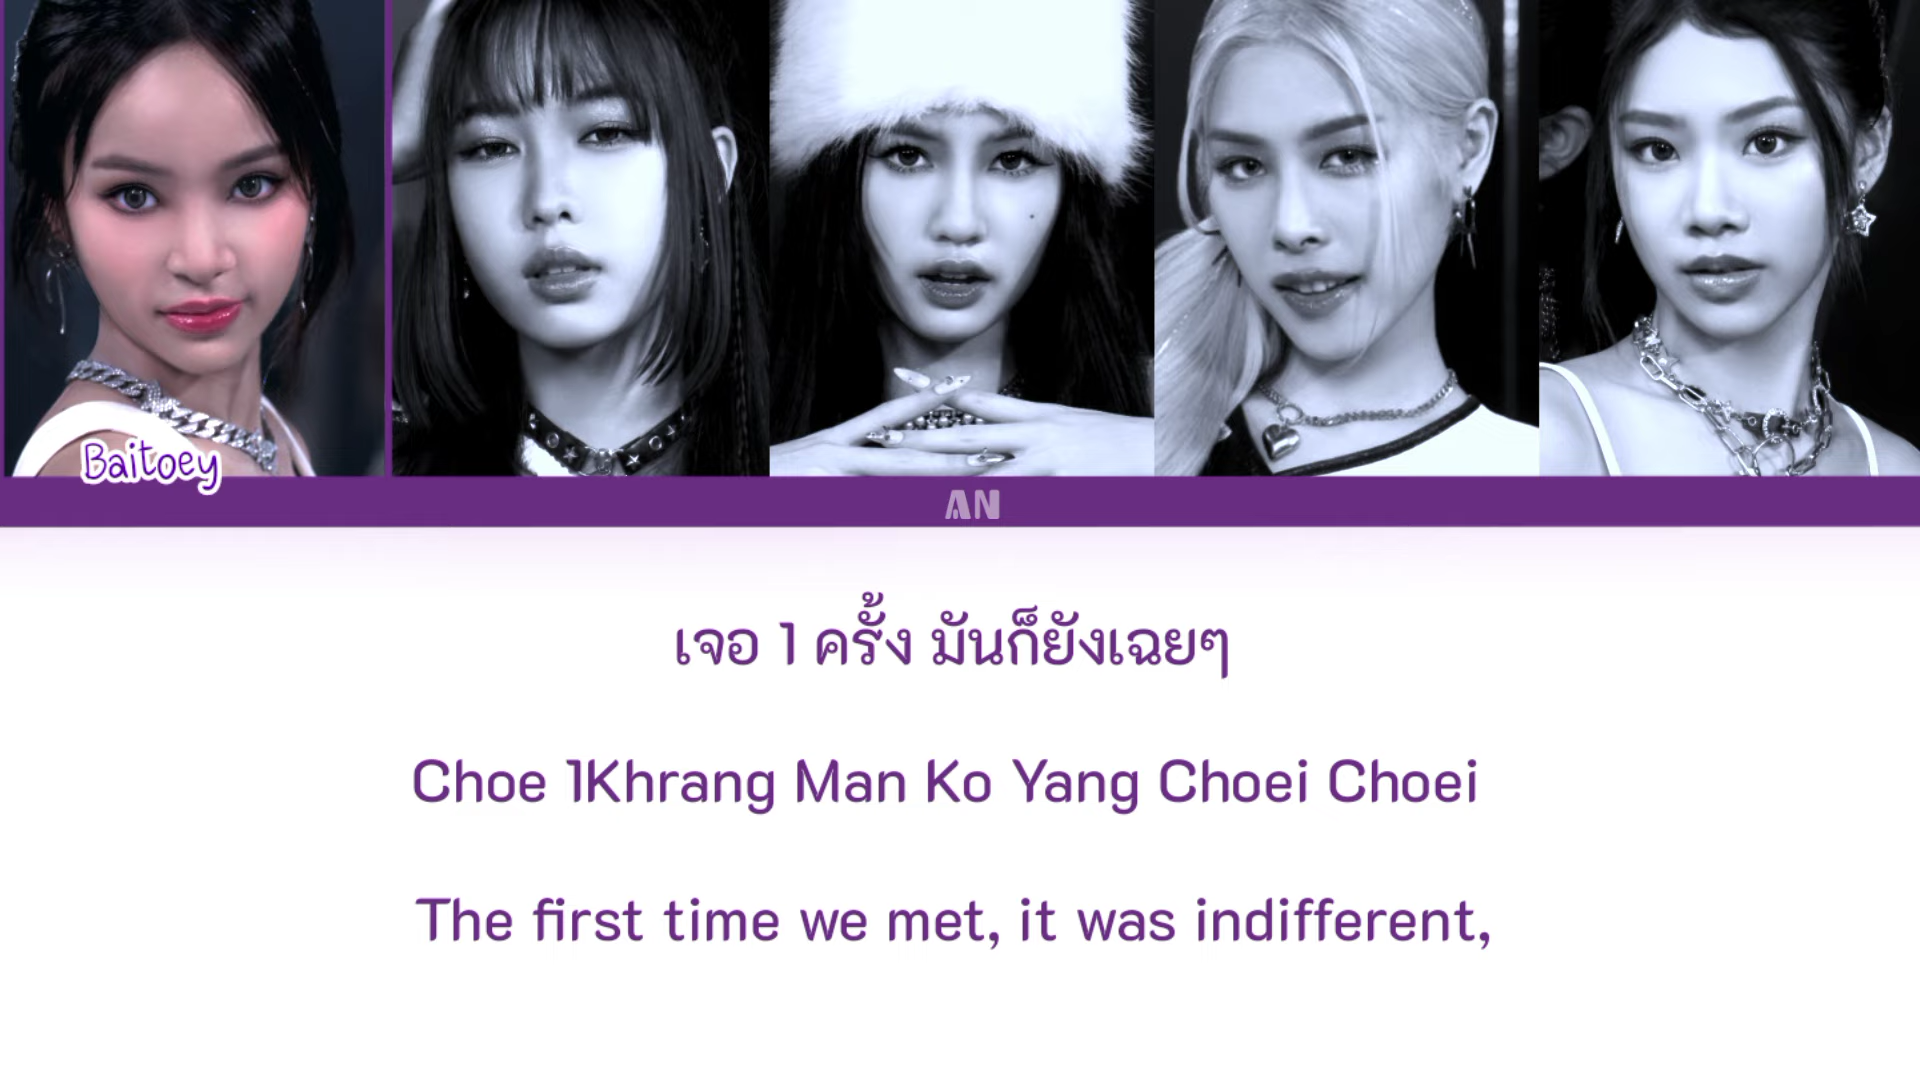 Baitoey
AN
เจอ 1 ครั้ง มันก็ยังเฉยๆ
Choe 1Khrang Man Ko Yang Choei Choei
The first time we met, it was indifferent,